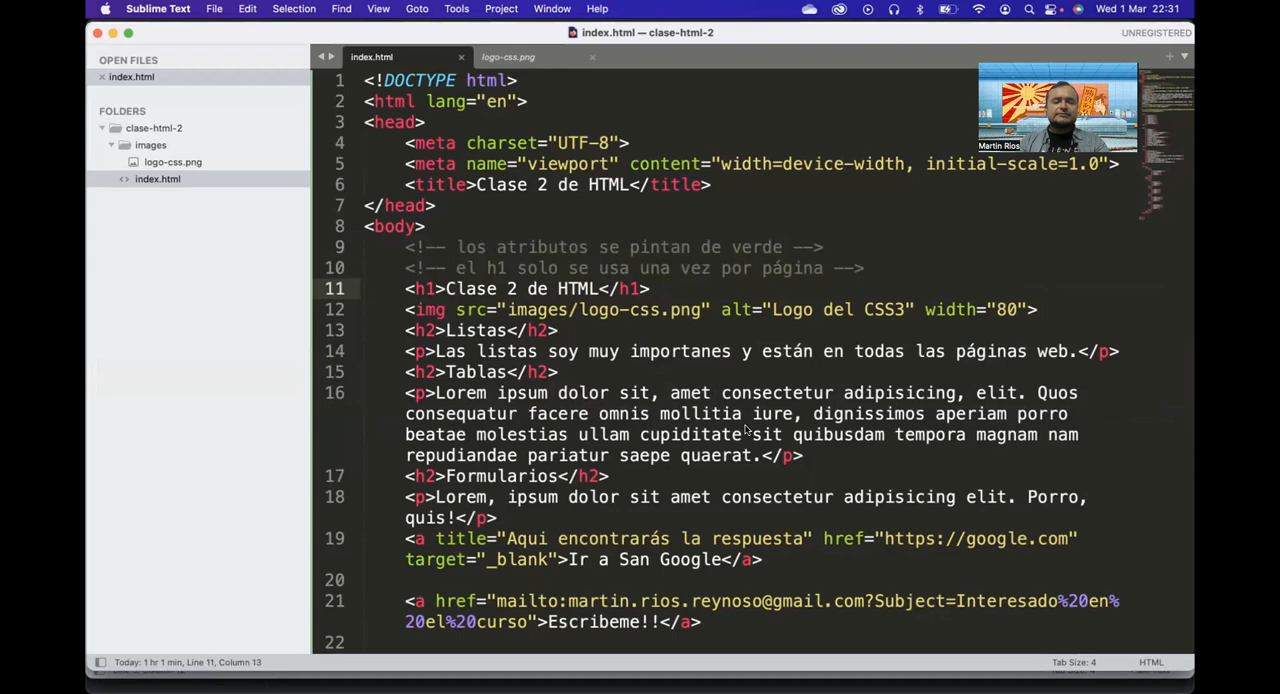 Sublime Text File Edit Selection Find View Goto Tools Project Window Help Wed 1 Mar 22:31
index.html — clase-html-2 UNREGISTERED
OPEN FILES
index.html
FOLDERS
clase-html-2
images
logo-css.png
index.html
index.html logo-css.png
1 <!DOCTYPE html>
2 <html lang="en">
3 <head>
4 <meta charset="UTF-8">
5 <meta name="viewport" content="width=device-width, initial-scale=1.0">
6 <title>Clase 2 de HTML</title>
7 </head>
8 <body>
9 <!-- los atributos se pintan de verde -->
10 <!-- el h1 solo se usa una vez por página -->
11 <h1>Clase 2 de HTML</h1>
12 <img src="images/logo-css.png" alt="Logo del CSS3" width="80">
13 <h2>Listas</h2>
14 <p>Las listas soy muy importanes y están en todas las páginas web.</p>
15 <h2>Tablas</h2>
16 <p>Lorem ipsum dolor sit, amet consectetur adipisicing, elit. Quos
consequatur facere omnis mollitia iure, dignissimos aperiam porro
beatae molestias ullam cupiditate sit quibusdam tempora magnam nam
repudiandae pariatur saepe quaerat.</p>
17 <h2>Formularios</h2>
18 <p>Lorem, ipsum dolor sit amet consectetur adipisicing elit. Porro,
quis!</p>
19 <a title="Aqui encontrarás la respuesta" href="https://google.com"
target="_blank">Ir a San Google</a>
20
21 <a href="mailto:martin.rios.reynoso@gmail.com?Subject=Interesado%20en%
20el%20curso">Escribeme!!</a>
22
Martin Rios
Today: 1 hr 1 min, Line 11, Column 13 Tab Size: 4 HTML